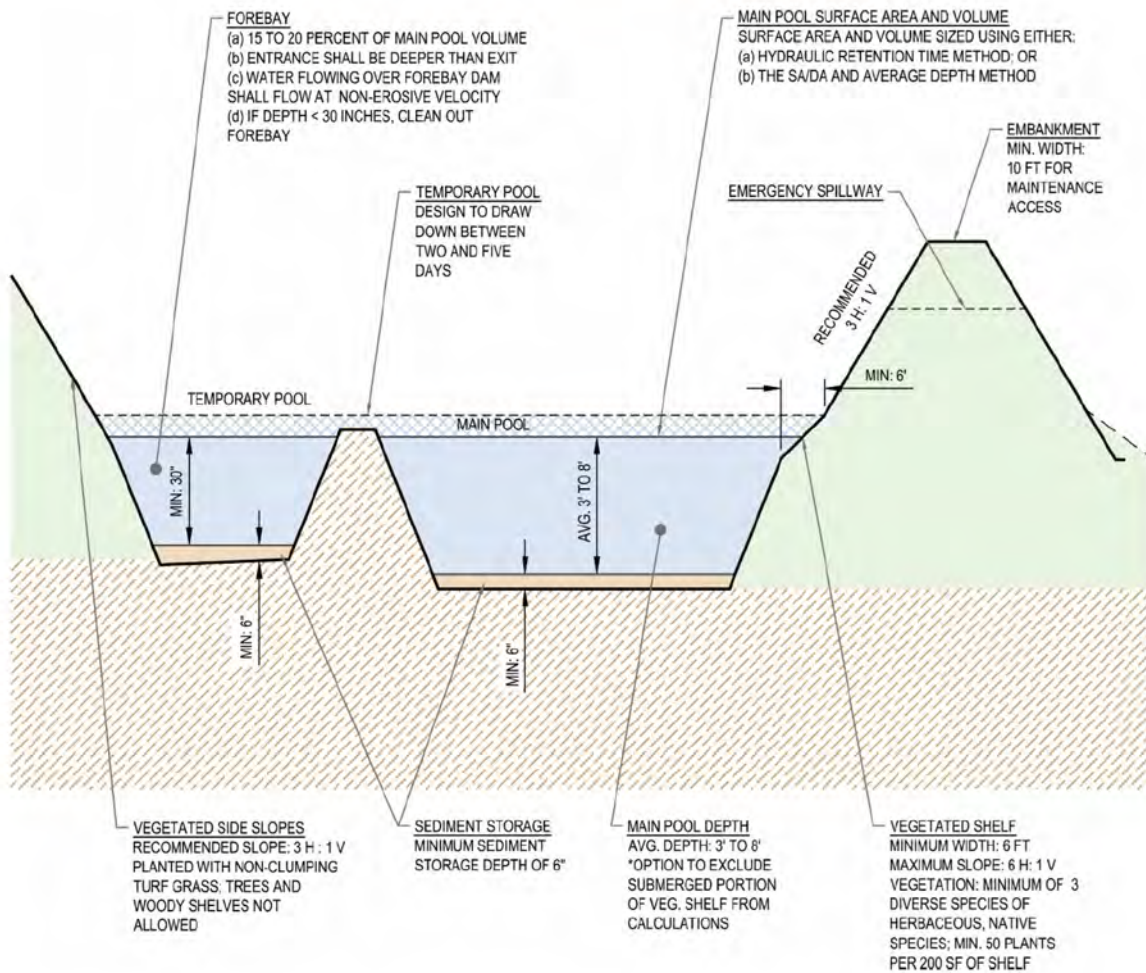 FOREBAY
(a) 15 TO 20 PERCENT OF MAIN POOL VOLUME
(b) ENTRANCE SHALL BE DEEPER THAN EXIT
(c) WATER FLOWING OVER FOREBAY DAM
SHALL FLOW AT NON-EROSIVE VELOCITY
(d) IF DEPTH < 30 INCHES, CLEAN OUT
FOREBAY
MAIN POOL SURFACE AREA AND VOLUME
SURFACE AREA AND VOLUME SIZED USING EITHER:
(a) HYDRAULIC RETENTION TIME METHOD; OR
(b) THE SA/DA AND AVERAGE DEPTH METHOD
EMBANKMENT
MIN. WIDTH:
10 FT FOR
MAINTENANCE
ACCESS
TEMPORARY POOL
DESIGN TO DRAW
DOWN BETWEEN
TWO AND FIVE
DAYS
EMERGENCY SPILLWAY
RECOMMENDED
3 H: 1 V
MIN: 6'
TEMPORARY POOL
MAIN POOL
MIN: 30"
AVG. 3' TO 8'
MIN: 6"
MIN: 6"
VEGETATED SIDE SLOPES
RECOMMENDED SLOPE: 3 H : 1 V
PLANTED WITH NON-CLUMPING
TURF GRASS; TREES AND
WOODY SHELVES NOT
ALLOWED
SEDIMENT STORAGE
MINIMUM SEDIMENT
STORAGE DEPTH OF 6"
MAIN POOL DEPTH
AVG. DEPTH: 3' TO 8'
*OPTION TO EXCLUDE
SUBMERGED PORTION
OF VEG. SHELF FROM
CALCULATIONS
VEGETATED SHELF
MINIMUM WIDTH: 6 FT
MAXIMUM SLOPE: 6 H: 1 V
VEGETATION: MINIMUM OF 3
DIVERSE SPECIES OF
HERBACEOUS, NATIVE
SPECIES; MIN. 50 PLANTS
PER 200 SF OF SHELF